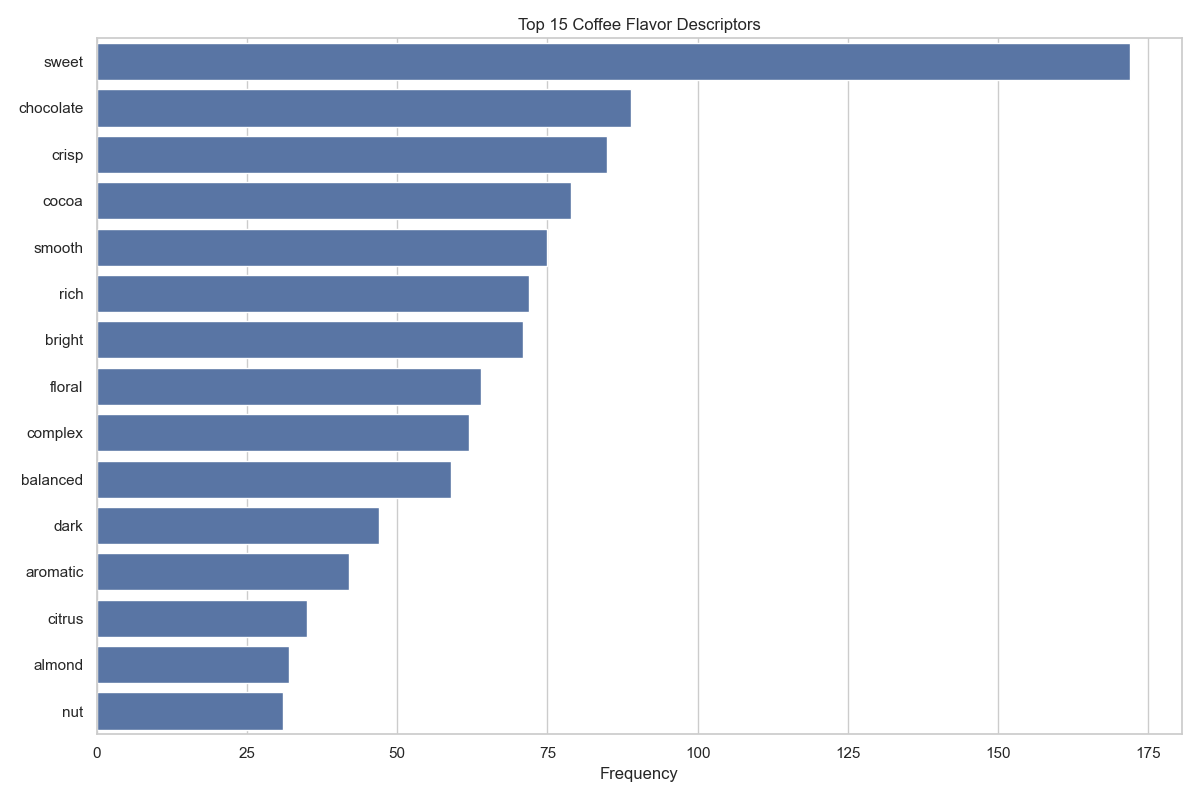 Top 15 Coffee Flavor Descriptors
sweet
chocolate
crisp
cocoa
smooth
rich
bright
floral
complex
balanced
dark
aromatic
citrus
almond
nut
0 25 50 75 100 125 150 175
Frequency